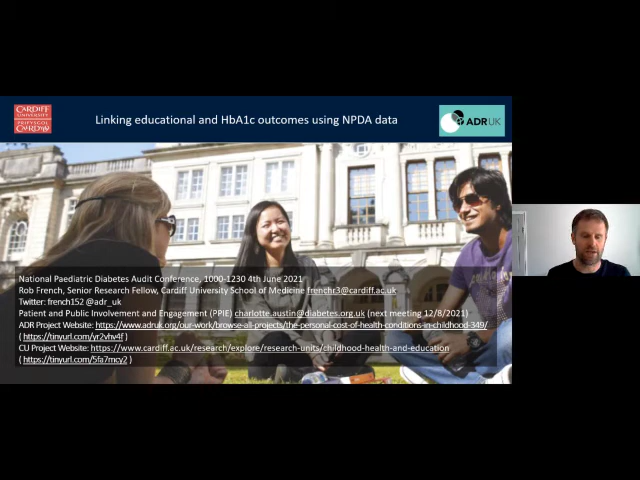 CARDIFF
UNIVERSITY
PRIFYSGOL
CAERDYDD
Linking educational and HbA1c outcomes using NPDA data
ADR UK
National Paediatric Diabetes Audit Conference, 1000-1230 4th June 2021
Rob French, Senior Research Fellow, Cardiff University School of Medicine frenchr3@cardiff.ac.uk
Twitter: french152 @adr_uk
Patient and Public Involvement and Engagement (PPIE) charlotte.austin@diabetes.org.uk (next meeting 12/8/2021)
ADR Project Website: https://www.adruk.org/our-work/browse-all-projects/the-personal-cost-of-health-conditions-in-childhood-349/
( https://tinyurl.com/yr2vhv4f )
CU Project Website: https://www.cardiff.ac.uk/research/explore/research-units/childhood-health-and-education
( https://tinyurl.com/5fa7mcy2 )